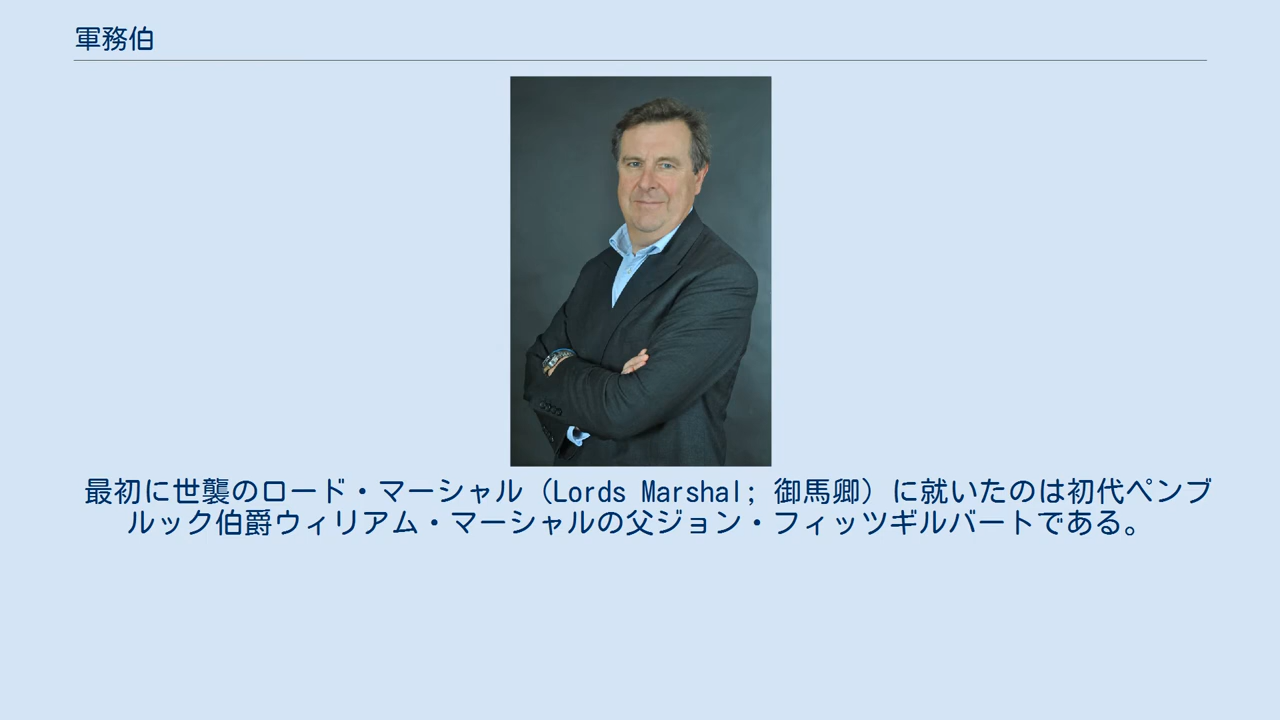 軍務伯
最初に世襲のロード・マーシャル（Lords Marshal; 御馬卿）に就いたのは初代ペンブ
ルック伯爵ウィリアム・マーシャルの父ジョン・フィッツギルバートである。